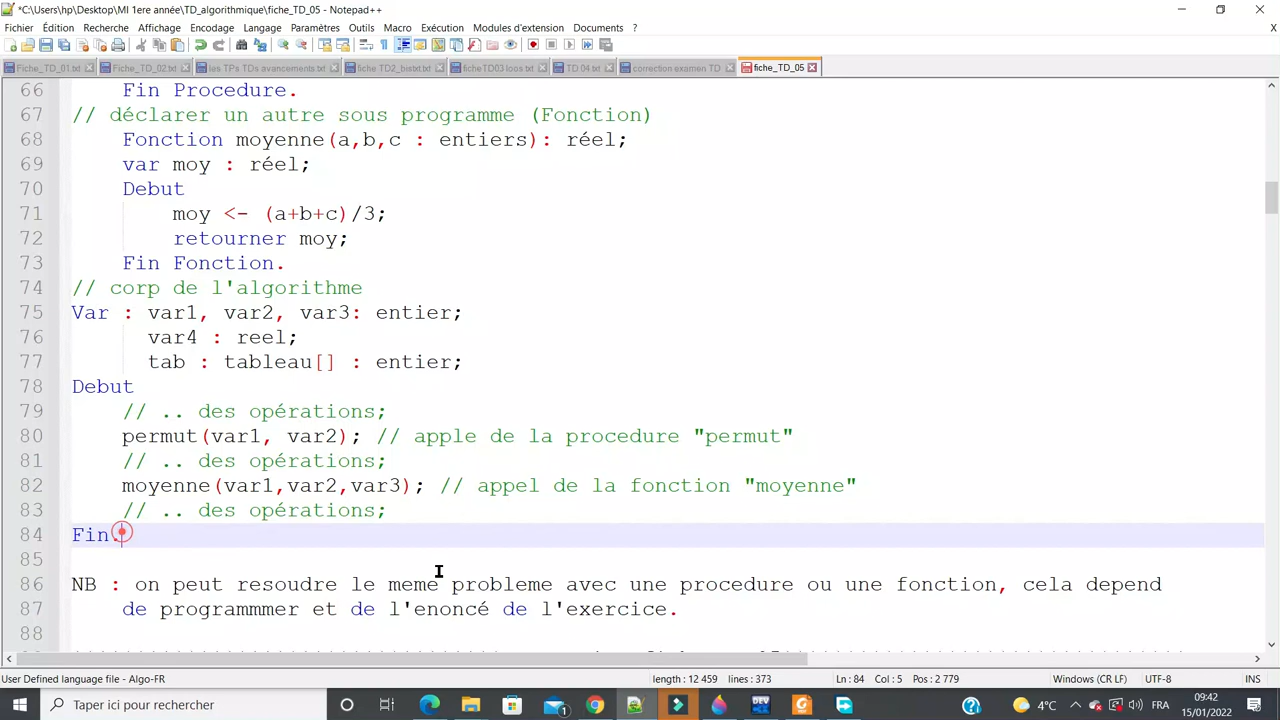 *C:\Users\hp\Desktop\MI 1ere année\TD_algorithmique\fiche_TD_05 - Notepad++
Fichier Édition Recherche Affichage Encodage Langage Paramètres Outils Macro Exécution Modules d'extension Documents ? X
Fiche_TD_01.txt Fiche_TD_02.txt les TPs TDs avancements.txt fiche TD2_bistxt.txt ficheTD03 loos txt TD 04.txt correction examen TD fiche_TD_05
66 Fin Procedure.
67 // déclarer un autre sous programme (Fonction)
68 Fonction moyenne(a,b,c : entiers): réel;
69 var moy : réel;
70 Debut
71 moy <- (a+b+c)/3;
72 retourner moy;
73 Fin Fonction.
74 // corp de l'algorithme
75 Var : var1, var2, var3: entier;
76 var4 : reel;
77 tab : tableau[] : entier;
78 Debut
79 // .. des opérations;
80 permut(var1, var2); // apple de la procedure "permut"
81 // .. des opérations;
82 moyenne(var1,var2,var3); // appel de la fonction "moyenne"
83 // .. des opérations;
84 Fin.
85
86 NB : on peut resoudre le meme probleme avec une procedure ou une fonction, cela depend
87 de programmmer et de l'enoncé de l'exercice.
88
User Defined language file - Algo-FR length : 12 459 lines : 373 Ln : 84 Col : 5 Pos : 2 779 Windows (CR LF) UTF-8 INS
Taper ici pour rechercher 1 DEV 4°C FRA 09:42
15/01/2022